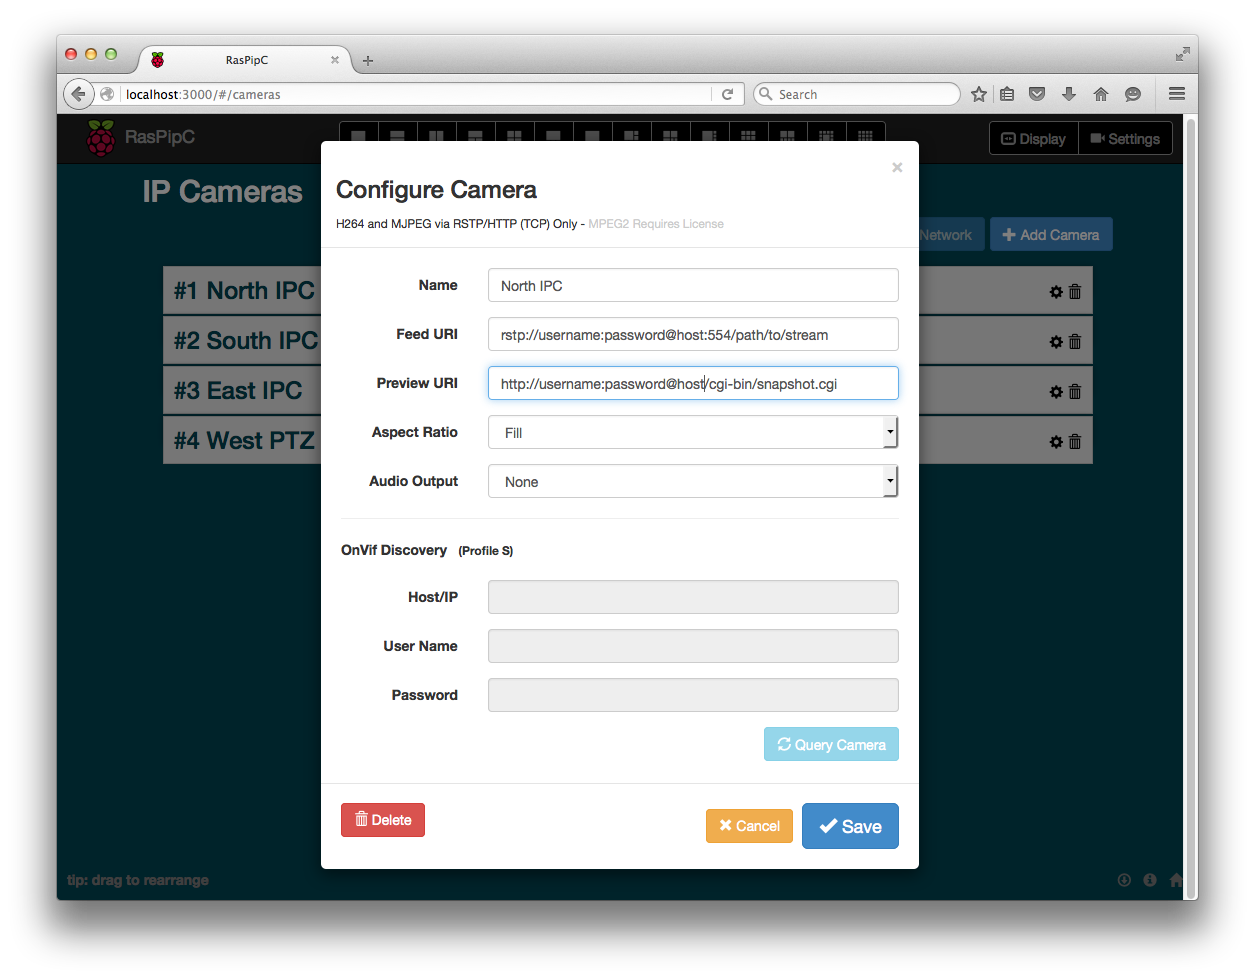 RasPipC
localhost:3000/#/cameras
Search
RasPipC
Display
Settings
IP Cameras
Network
Add Camera
#1 North IPC
#2 South IPC
#3 East IPC
#4 West PTZ
Configure Camera
H264 and MJPEG via RSTP/HTTP (TCP) Only - MPEG2 Requires License
Name
North IPC
Feed URI
rstp://username:password@host:554/path/to/stream
Preview URI
http://username:password@host/cgi-bin/snapshot.cgi
Aspect Ratio
Fill
Audio Output
None
OnVif Discovery (Profile S)
Host/IP
User Name
Password
Query Camera
Delete
Cancel
Save
tip: drag to rearrange